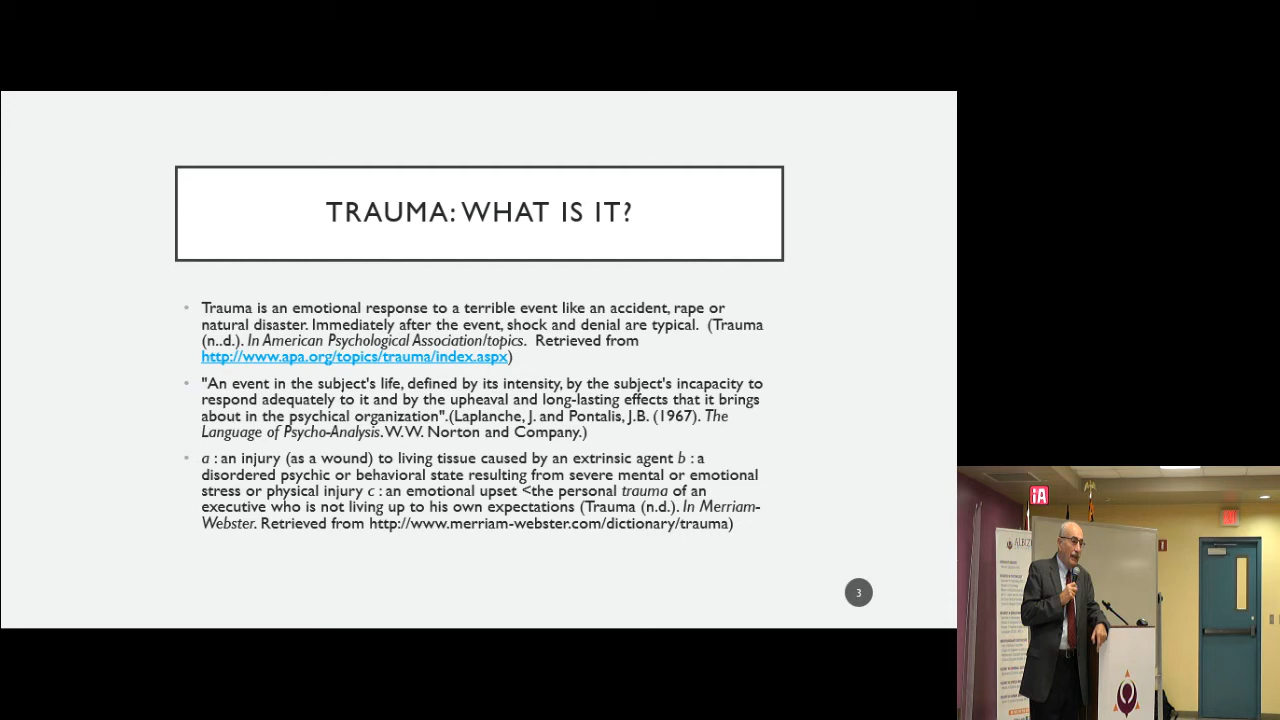 TRAUMA: WHAT IS IT?
• Trauma is an emotional response to a terrible event like an accident, rape or
natural disaster. Immediately after the event, shock and denial are typical.  (Trauma
(n..d.). In American Psychological Association/topics.  Retrieved from
http://www.apa.org/topics/trauma/index.aspx)
• "An event in the subject's life, defined by its intensity, by the subject's incapacity to
respond adequately to it and by the upheaval and long-lasting effects that it brings
about in the psychical organization".(Laplanche, J. and Pontalis, J.B. (1967). The
Language of Psycho-Analysis. W.W. Norton and Company.)
• a : an injury (as a wound) to living tissue caused by an extrinsic agent b : a
disordered psychic or behavioral state resulting from severe mental or emotional
stress or physical injury c : an emotional upset <the personal trauma of an
executive who is not living up to his own expectations (Trauma (n.d.). In Merriam-
Webster. Retrieved from http://www.merriam-webster.com/dictionary/trauma)
3
iA